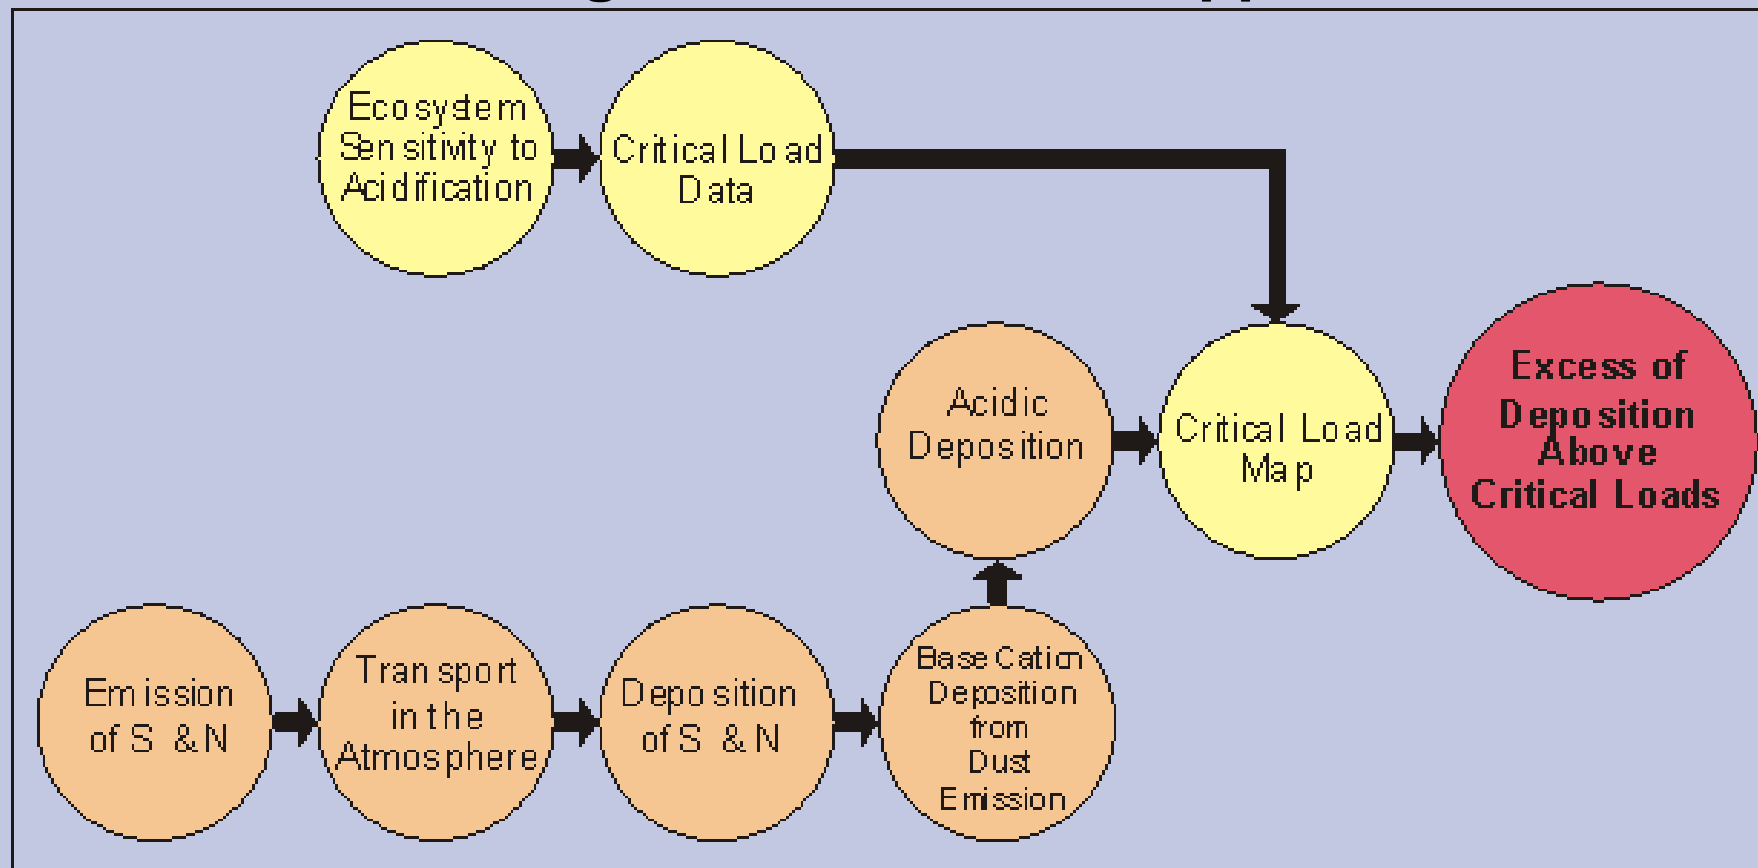 Ecosystem
Sensitivity to
Acidification
Critical Load
Data
Acidic
Deposition
Critical Load
Map
Excess of
Deposition
Above
Critical Loads
Emission
of S & N
Transport
in the
Atmosphere
Deposition
of S & N
Base Cation
Deposition
from
Dust
Emission